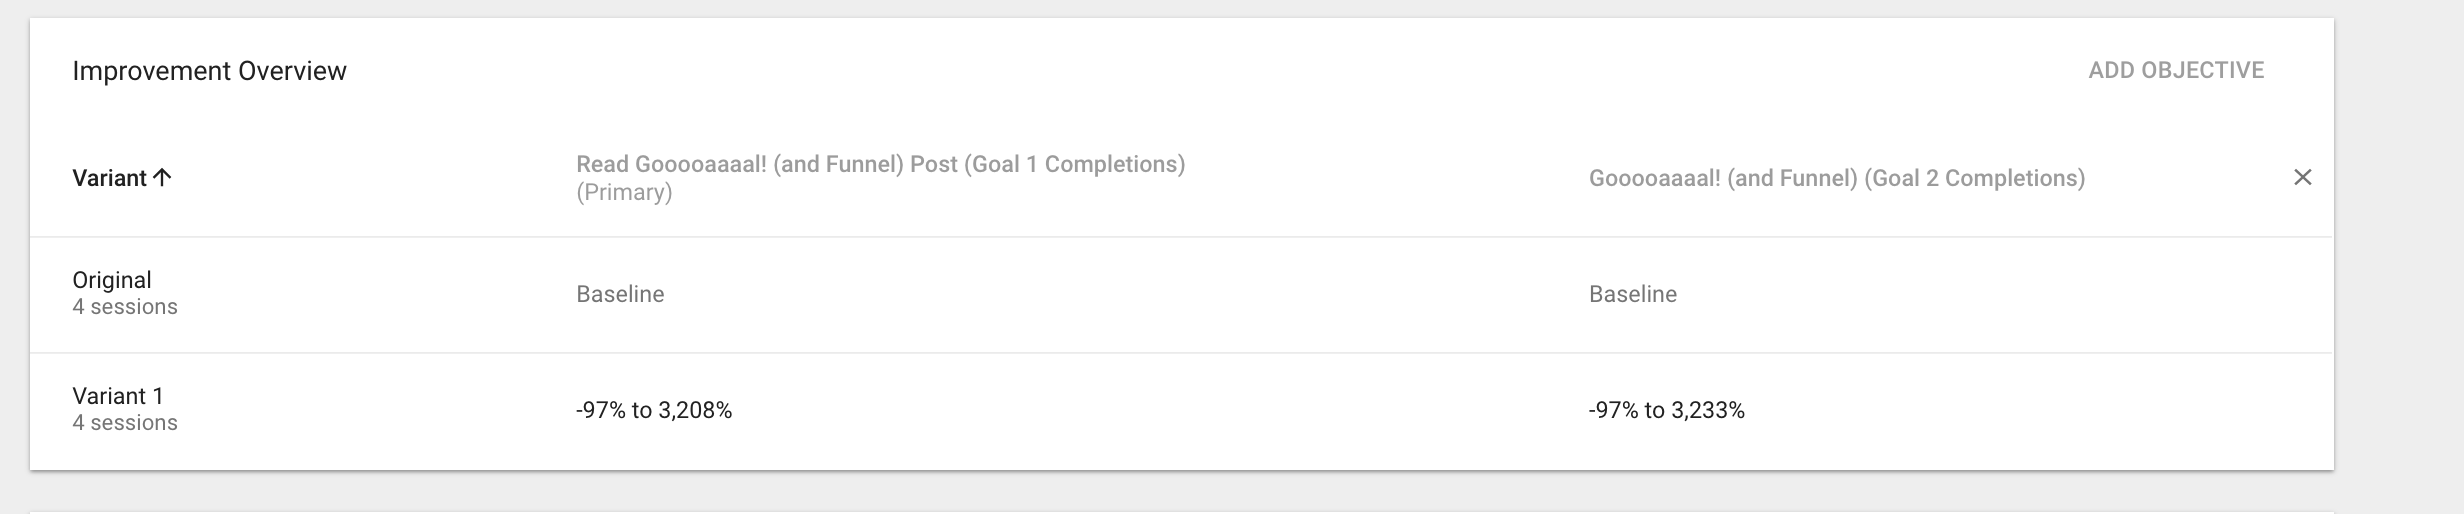 Improvement Overview
ADD OBJECTIVE
Variant
Read Gooooaaaal! (and Funnel) Post (Goal 1 Completions)
(Primary)
Gooooaaaal! (and Funnel) (Goal 2 Completions)
Original
4 sessions
Baseline
Baseline
Variant 1
4 sessions
-97% to 3,208%
-97% to 3,233%